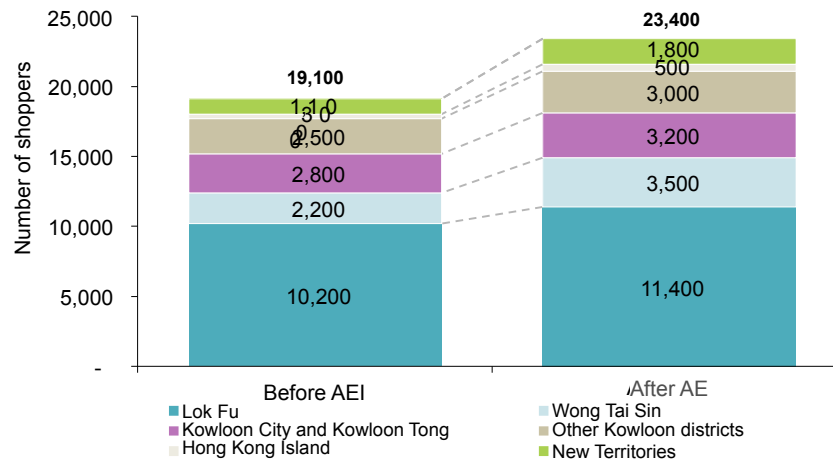 25,000
20,000
15,000
10,000
5,000
-
Number of shoppers
19,100
2,500
2,800
2,200
10,200
23,400
1,800
500
3,000
3,200
3,500
11,400
Before AEI
After AE
Lok Fu
Wong Tai Sin
Kowloon City and Kowloon Tong
Other Kowloon districts
Hong Kong Island
New Territories